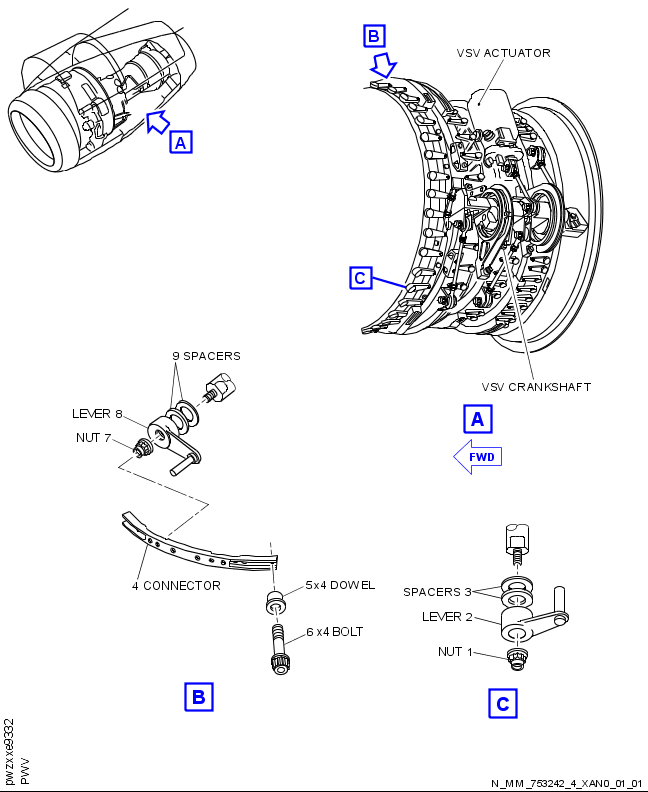 B
VSV ACTUATOR
A
C
VSV CRANKSHAFT
A
FWD
9 SPACERS
LEVER 8
NUT 7
4 CONNECTOR
5x4 DOWEL
6 x4 BOLT
B
SPACERS 3
LEVER 2
NUT 1
C
pwzxxe9332
PWV
N_MM_753242_4_XAN0_01_01